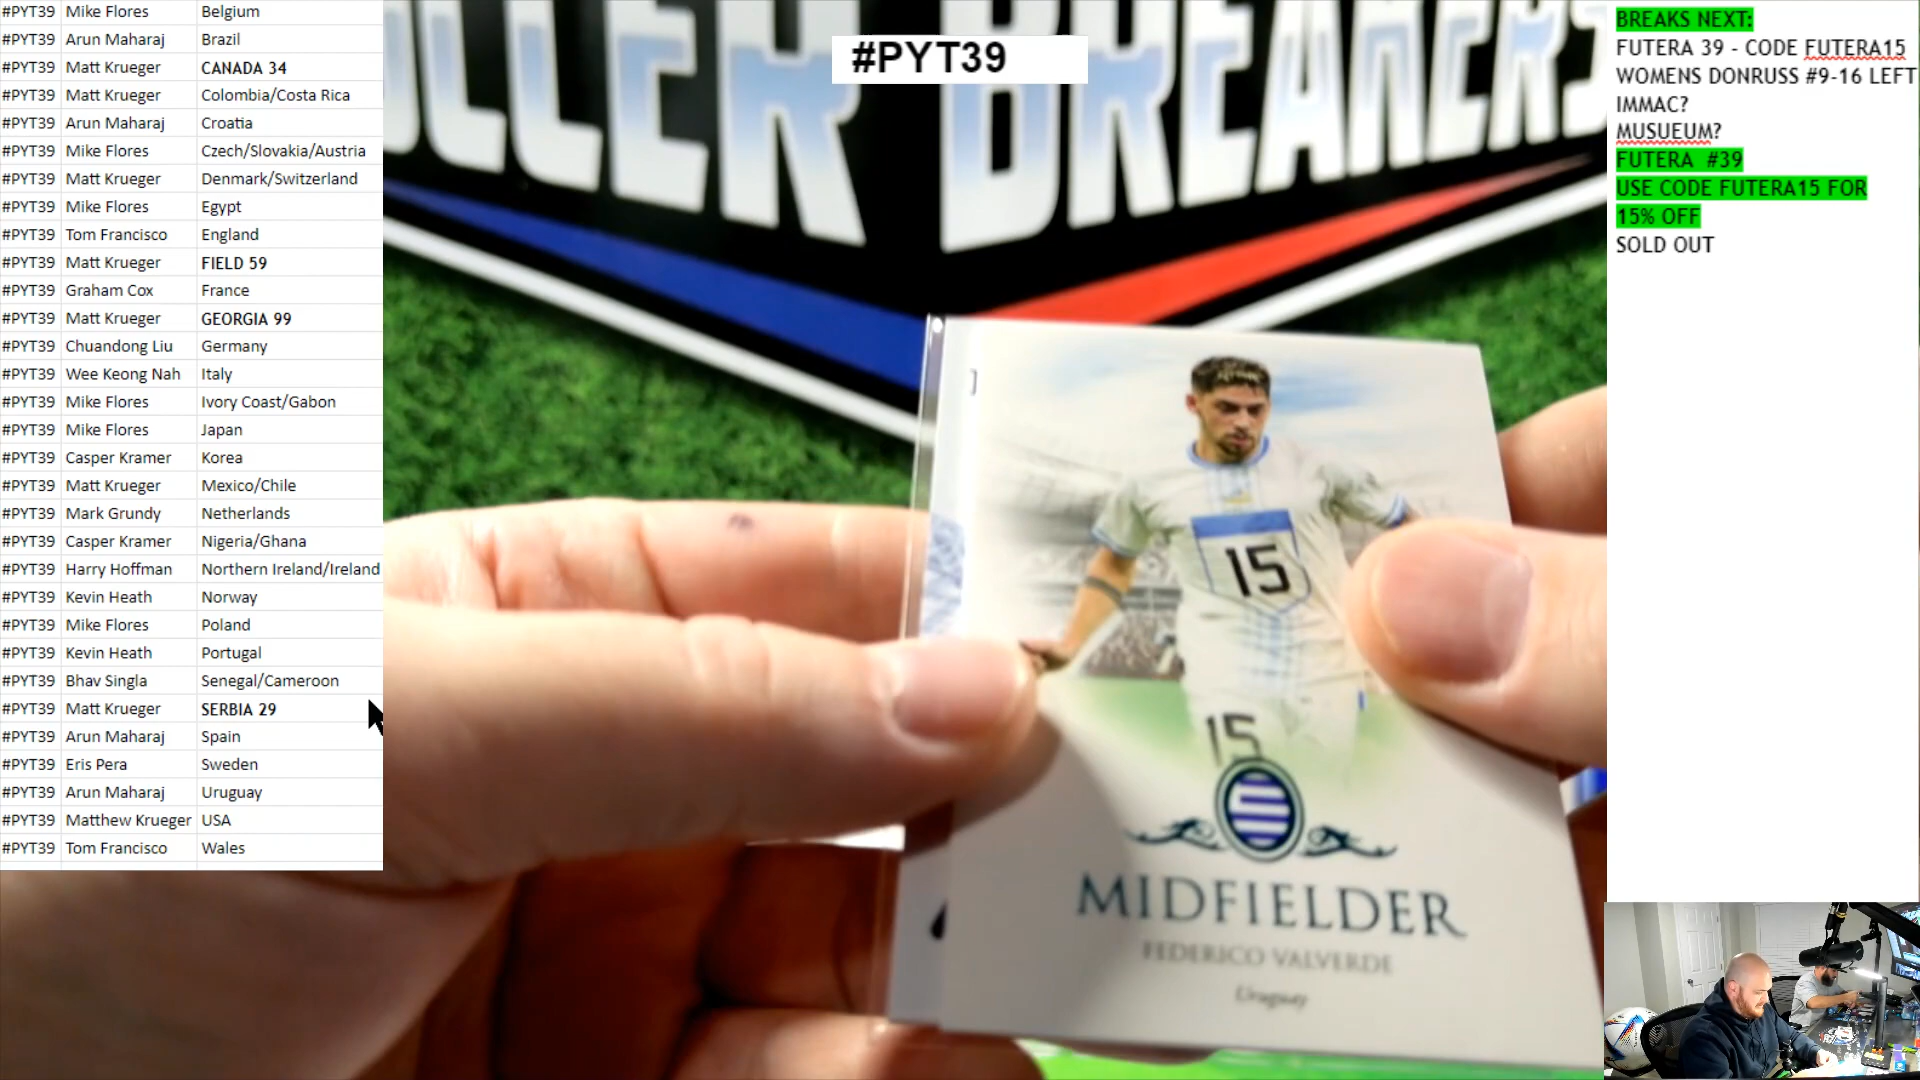 #PYT39 Mike Flores Belgium
#PYT39 Arun Maharaj Brazil
#PYT39 Matt Krueger CANADA 34
#PYT39 Matt Krueger Colombia/Costa Rica
#PYT39 Arun Maharaj Croatia
#PYT39 Mike Flores Czech/Slovakia/Austria
#PYT39 Matt Krueger Denmark/Switzerland
#PYT39 Mike Flores Egypt
#PYT39 Tom Francisco England
#PYT39 Matt Krueger FIELD 59
#PYT39 Graham Cox France
#PYT39 Matt Krueger GEORGIA 99
#PYT39 Chuandong Liu Germany
#PYT39 Wee Keong Nah Italy
#PYT39 Mike Flores Ivory Coast/Gabon
#PYT39 Mike Flores Japan
#PYT39 Casper Kramer Korea
#PYT39 Matt Krueger Mexico/Chile
#PYT39 Mark Grundy Netherlands
#PYT39 Casper Kramer Nigeria/Ghana
#PYT39 Harry Hoffman Northern Ireland/Ireland
#PYT39 Kevin Heath Norway
#PYT39 Mike Flores Poland
#PYT39 Kevin Heath Portugal
#PYT39 Bhav Singla Senegal/Cameroon
#PYT39 Matt Krueger SERBIA 29
#PYT39 Arun Maharaj Spain
#PYT39 Eris Pera Sweden
#PYT39 Arun Maharaj Uruguay
#PYT39 Matthew Krueger USA
#PYT39 Tom Francisco Wales
#PYT39
CCER BREAKERS
15
15
MIDFIELDER
FEDERICO VALVERDE
Uruguay
BREAKS NEXT:
FUTERA 39 - CODE FUTERA15
WOMENS DONRUSS #9-16 LEFT
IMMAC?
MUSUEUM?
FUTERA #39
USE CODE FUTERA15 FOR
15% OFF
SOLD OUT